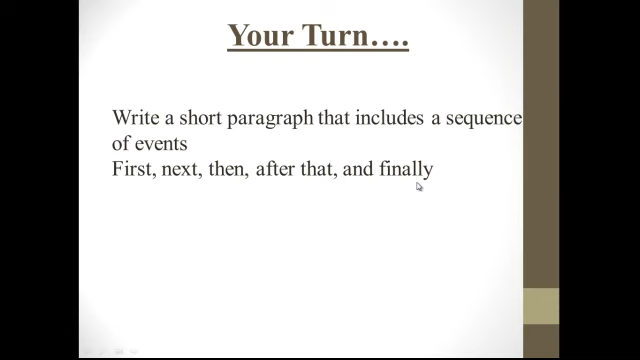 Your Turn….
Write a short paragraph that includes a sequence
of events
First, next, then, after that, and finally